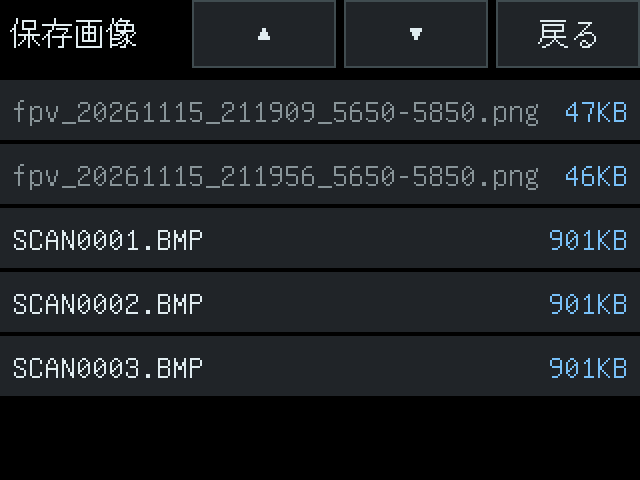 保存画像 ▲ ▼ 戻る
fpv_20261115_211909_5650-5850.png 47KB
fpv_20261115_211956_5650-5850.png 46KB
SCAN0001.BMP 901KB
SCAN0002.BMP 901KB
SCAN0003.BMP 901KB